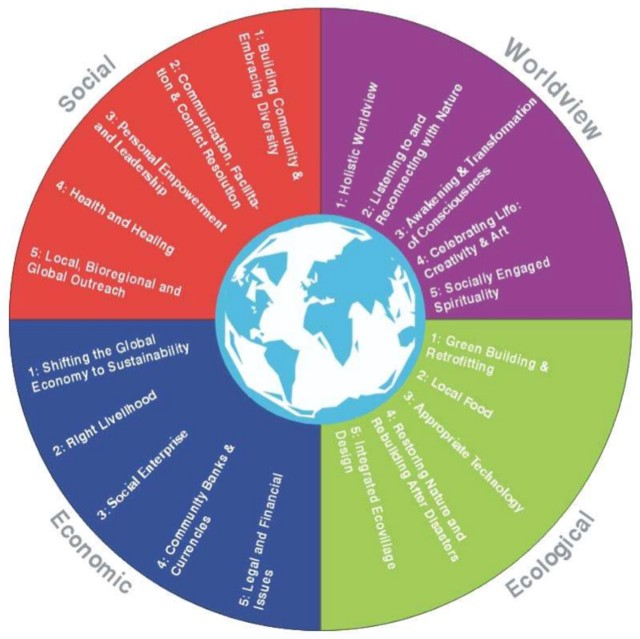 Social
1: Building Community &
Embracing Diversity
2: Communication, Facilita-
tion & Conflict Resolution
3: Personal Empowerment
and Leadership
4: Health and Healing
5: Local, Bioregional and
Global Outreach
Worldview
1: Holistic Worldview
2: Listening to and
Reconnecting with Nature
3: Awakening & Transformation
of Consciousness
4: Celebrating Life:
Creativity & Art
5: Socially Engaged
Spirituality
Economic
1: Shifting the Global
Economy to Sustainability
2: Right Livelihood
3: Social Enterprise
4: Community Banks &
Currencies
5: Legal and Financial
Issues
Ecological
1: Green Building &
Retrofitting
2: Local Food
3: Appropriate Technology
4: Restoring Nature and
Rebuilding After Disasters
5: Integrated Ecovillage
Design